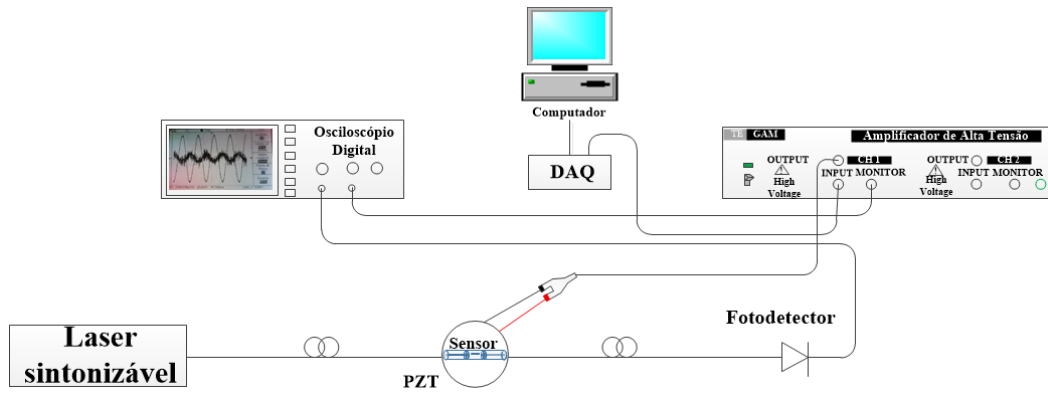 Computador
Osciloscópio
Digital
DAQ
TE GAM
Amplificador de Alta Tensão
OUTPUT
CH 1
OUTPUT
CH 2
INPUT MONITOR
INPUT MONITOR
High
Voltage
High
Voltage
Fotodetector
Laser
sintonizável
Sensor
PZT